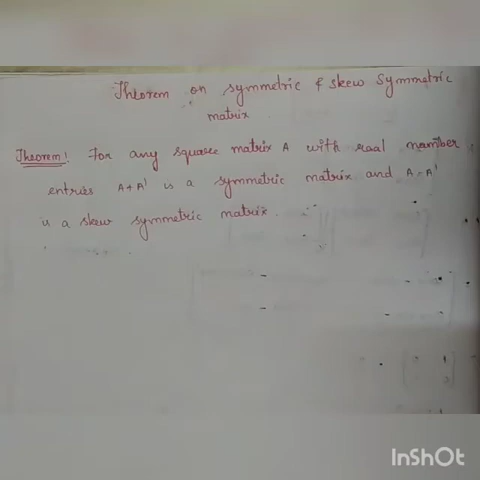 Theorem on symmetric & skew symmetric
matrix
Theorem1 For any square matrix A with real number
entries A+A' is a symmetric matrix and A-A'
is a skew symmetric matrix.
InShOt